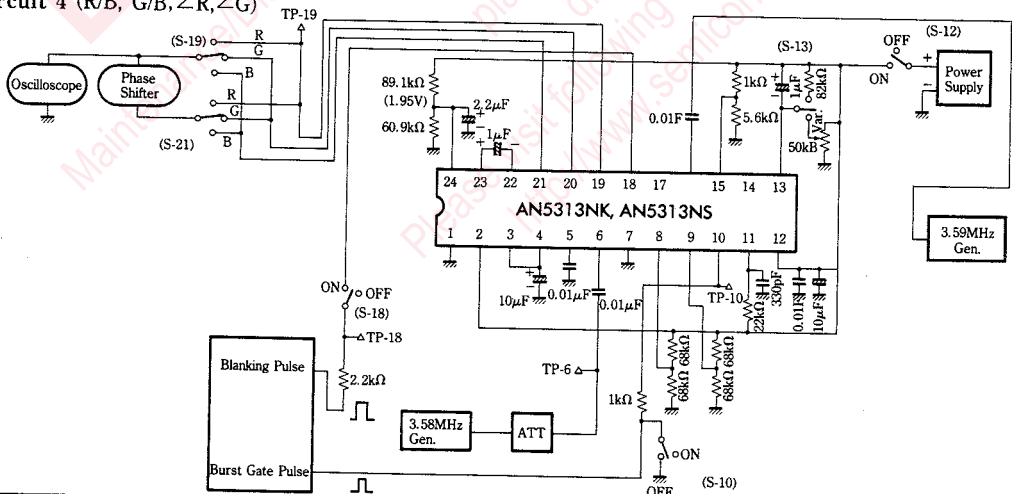 rcuit 4 (R/B, G/B, ∠R, ∠G)
TP-19
(S-19)
R
G
B
R
G
B
(S-21)
Oscilloscope
Phase Shifter
89.1kΩ
(1.95V)
60.9kΩ
2.2μF
+
−
1μF
+
−
0.01F
1kΩ
5.6kΩ
(S-13)
+
−
1μF
82kΩ
Var.
50kB
OFF
ON
(S-12)
+
−
Power Supply
24 23 22 21 20 19 18 17 15 14 13
AN5313NK, AN5313NS
1 2 3 4 5 6 7 8 9 10 11 12
3.59MHz Gen.
10μF
+
−
0.01μF
0.01μF
TP-10
330pF
22kΩ
0.01F
10μF
ON
OFF
(S-18)
TP-18
2.2kΩ
Blanking Pulse
TP-6
68kΩ
68kΩ
68kΩ
68kΩ
1kΩ
3.58MHz Gen.
ATT
Burst Gate Pulse
ON
OFF
(S-10)